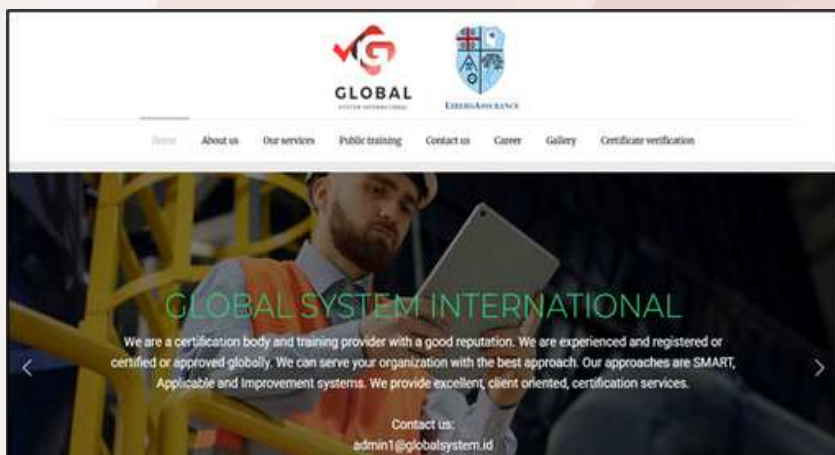 GLOBAL
SYSTEM INTERNATIONAL
Home
About us
Our services
Public training
Contact us
Career
Gallery
Certificate verification
GLOBAL SYSTEM INTERNATIONAL
We are a certification body and training provider with a good reputation. We are experienced and registered or
certified or approved globally. We can serve your organization with the best approach. Our approaches are SMART,
Applicable and Improvement systems. We provide excellent, client oriented, certification services.
Contact us:
admin1@globalsystem.id